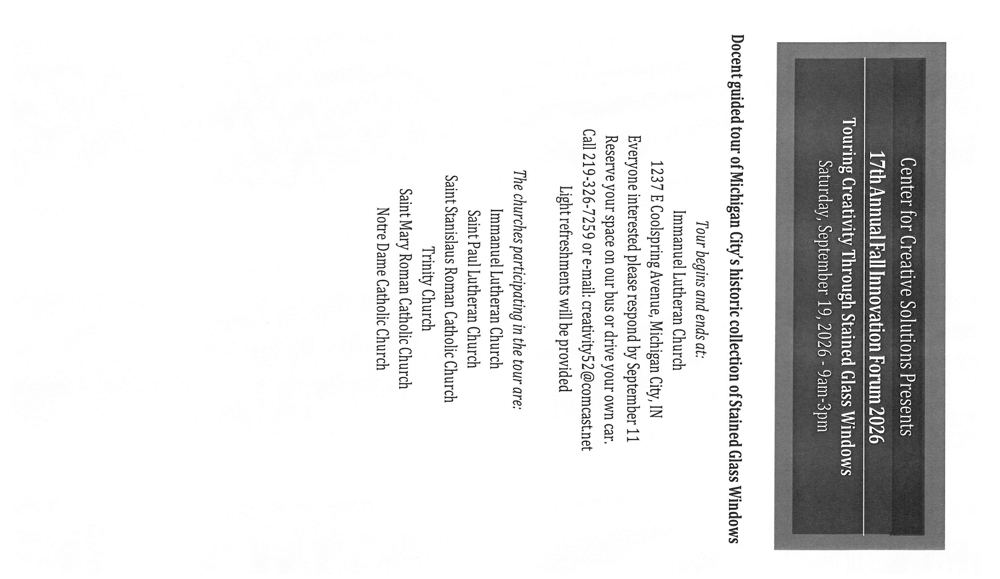 Center for Creative Solutions Presents
17th Annual Fall Innovation Forum 2026
Touring Creativity Through Stained Glass Windows
Saturday, September 19, 2026 - 9am-3pm
Docent guided tour of Michigan City's historic collection of Stained Glass Windows
Tour begins and ends at:
Immanuel Lutheran Church
1237 E Coolspring Avenue, Michigan City, IN
Everyone interested please respond by September 11
Reserve your space on our bus or drive your own car.
Call 219-326-7259 or e-mail: creativity52@comcast.net
Light refreshments will be provided
The churches participating in the tour are:
Immanuel Lutheran Church
Saint Paul Lutheran Church
Saint Stanislaus Roman Catholic Church
Trinity Church
Saint Mary Roman Catholic Church
Notre Dame Catholic Church